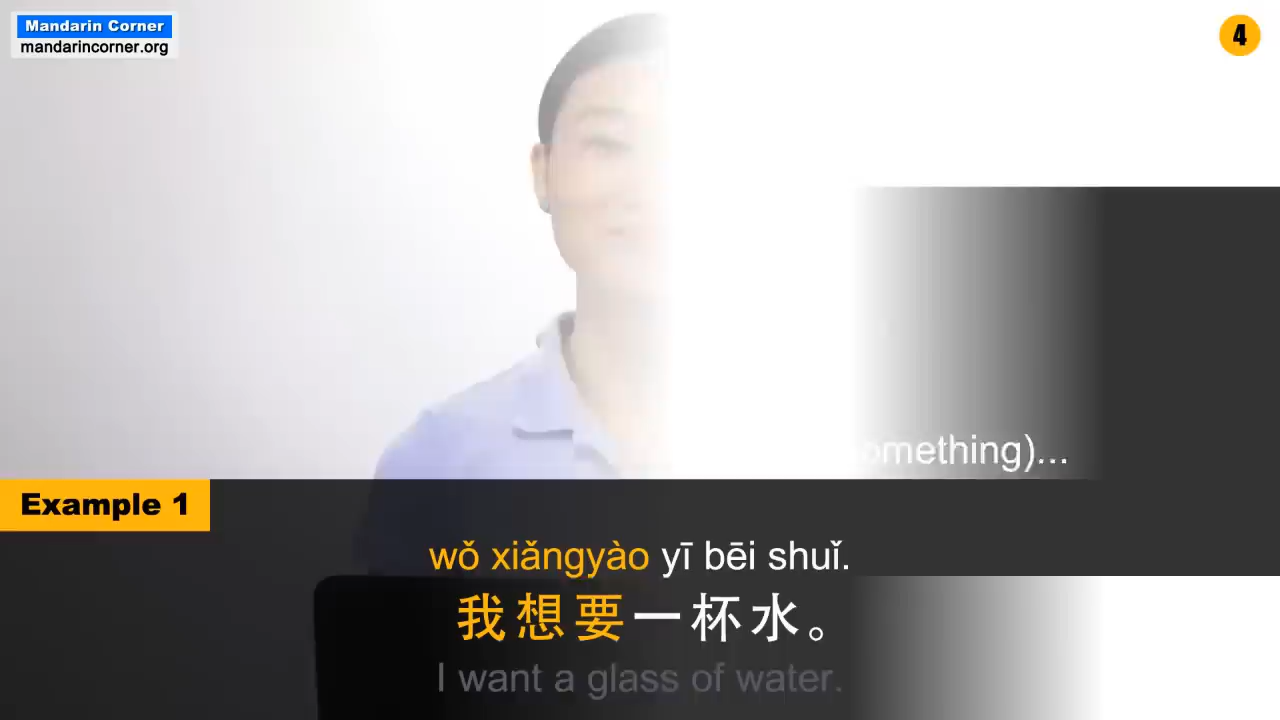 Mandarin Corner
mandarincorner.org
4
omething)...
Example 1
wǒ xiǎngyào yī bēi shuǐ.
我想要一杯水。
I want a glass of water.